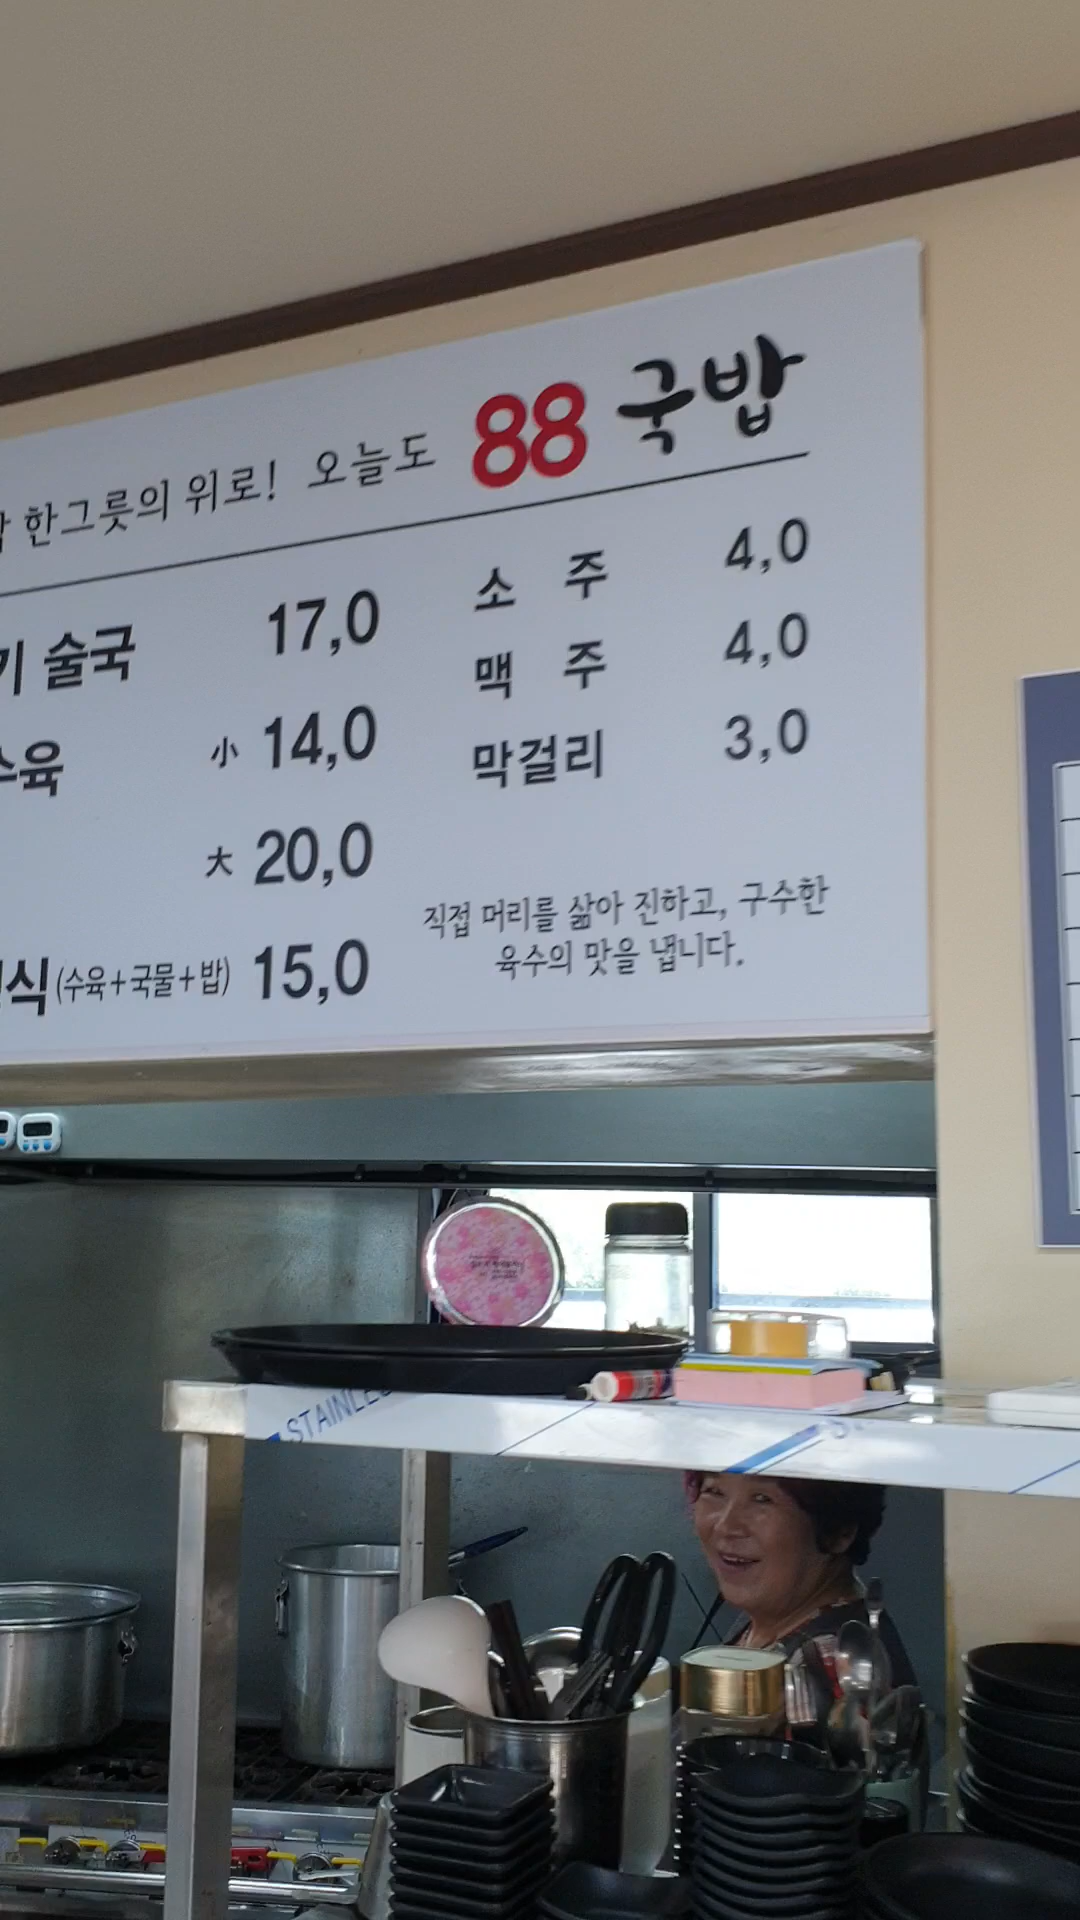 한그릇의 위로! 오늘도 88 국밥
술국 17,0
小 14,0
大 20,0
(수육+국물+밥) 15,0
소 주 4,0
맥 주 4,0
막걸리 3,0
직접 머리를 삶아 진하고, 구수한
육수의 맛을 냅니다.
STAINLES